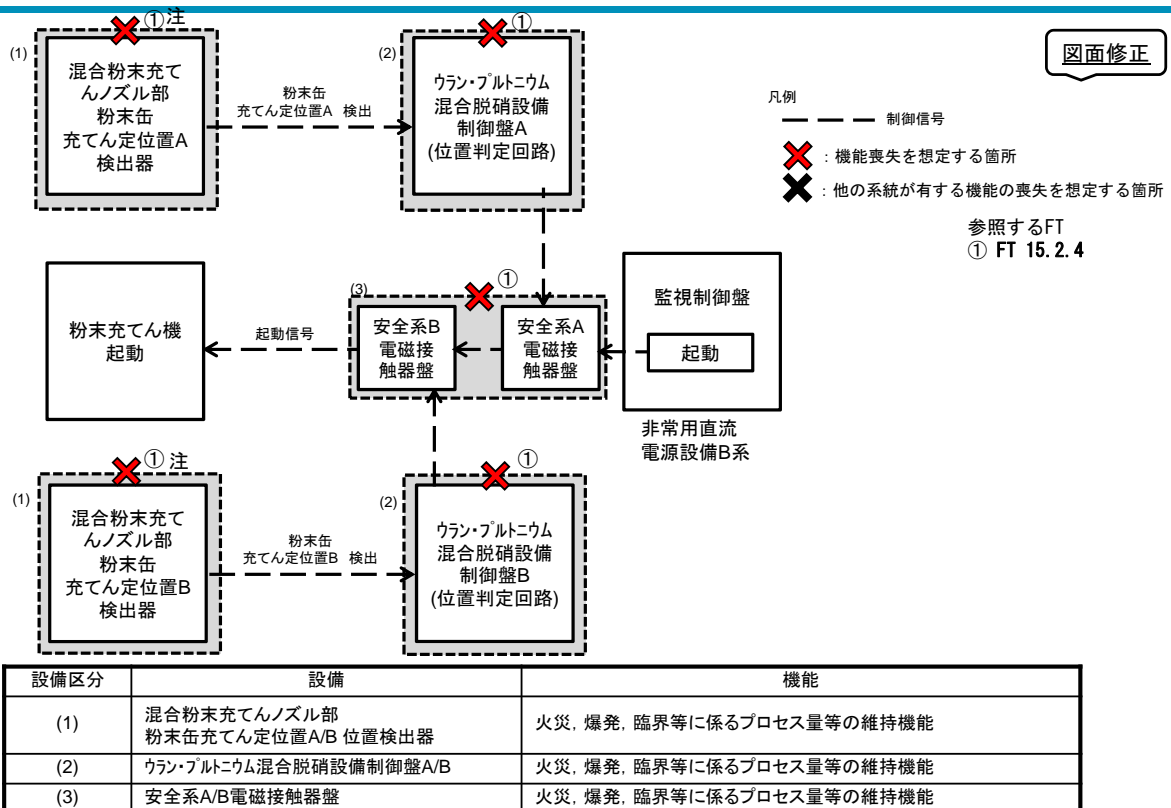 ①注
(1)
混合粉末充て
んノズル部
粉末缶
充てん定位置A
検出器
粉末缶
充てん定位置A 検出
①
(2)
ウラン・プルトニウム
混合脱硝設備
制御盤A
(位置判定回路)
図面修正
凡例
制御信号
：機能喪失を想定する箇所
：他の系統が有する機能の喪失を想定する箇所
参照するFT
① FT 15.2.4
粉末充てん機
起動
起動信号
(3)
①
安全系B
電磁接
触器盤
安全系A
電磁接
触器盤
監視制御盤
起動
非常用直流
電源設備B系
①注
(1)
混合粉末充て
んノズル部
粉末缶
充てん定位置B
検出器
粉末缶
充てん定位置B 検出
①
(2)
ウラン・プルトニウム
混合脱硝設備
制御盤B
(位置判定回路)
設備区分 設備 機能
(1) 混合粉末充てんノズル部
粉末缶充てん定位置A/B 位置検出器 火災，爆発，臨界等に係るプロセス量等の維持機能
(2) ウラン・プルトニウム混合脱硝設備制御盤A/B 火災，爆発，臨界等に係るプロセス量等の維持機能
(3) 安全系A/B電磁接触器盤 火災，爆発，臨界等に係るプロセス量等の維持機能